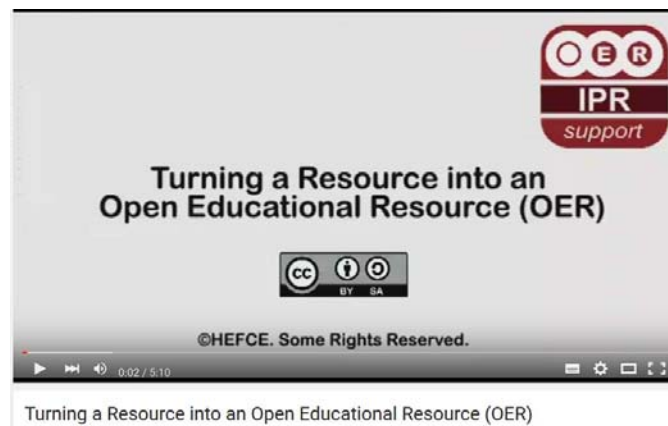 OER
IPR
support
Turning a Resource into an
Open Educational Resource (OER)
cc
BY SA
©HEFCE. Some Rights Reserved.
0:02 / 5:10
Turning a Resource into an Open Educational Resource (OER)